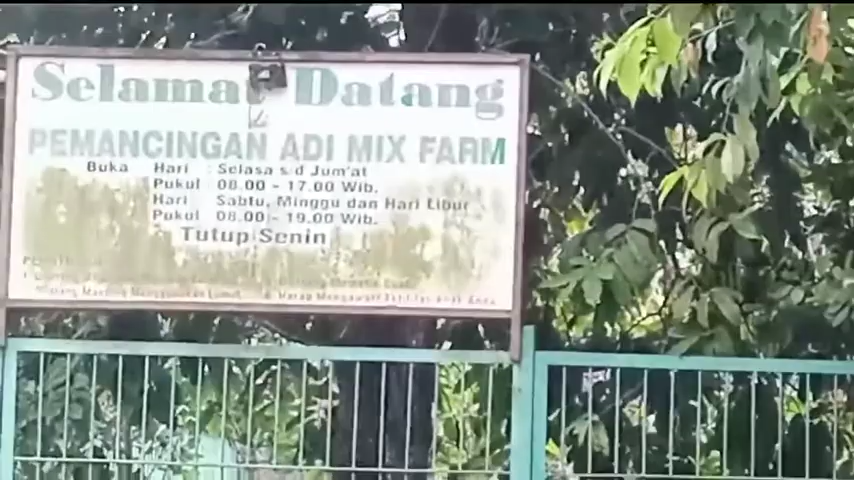 Selamat Datang
PEMANCINGAN ADI MIX FARM
Buka Hari : Selasa s.d Jum'at
Pukul : 08.00 - 17.00 Wib.
Hari : Sabtu, Minggu dan Hari Libur
Pukul : 08.00 - 19.00 Wib.
Tutup Senin